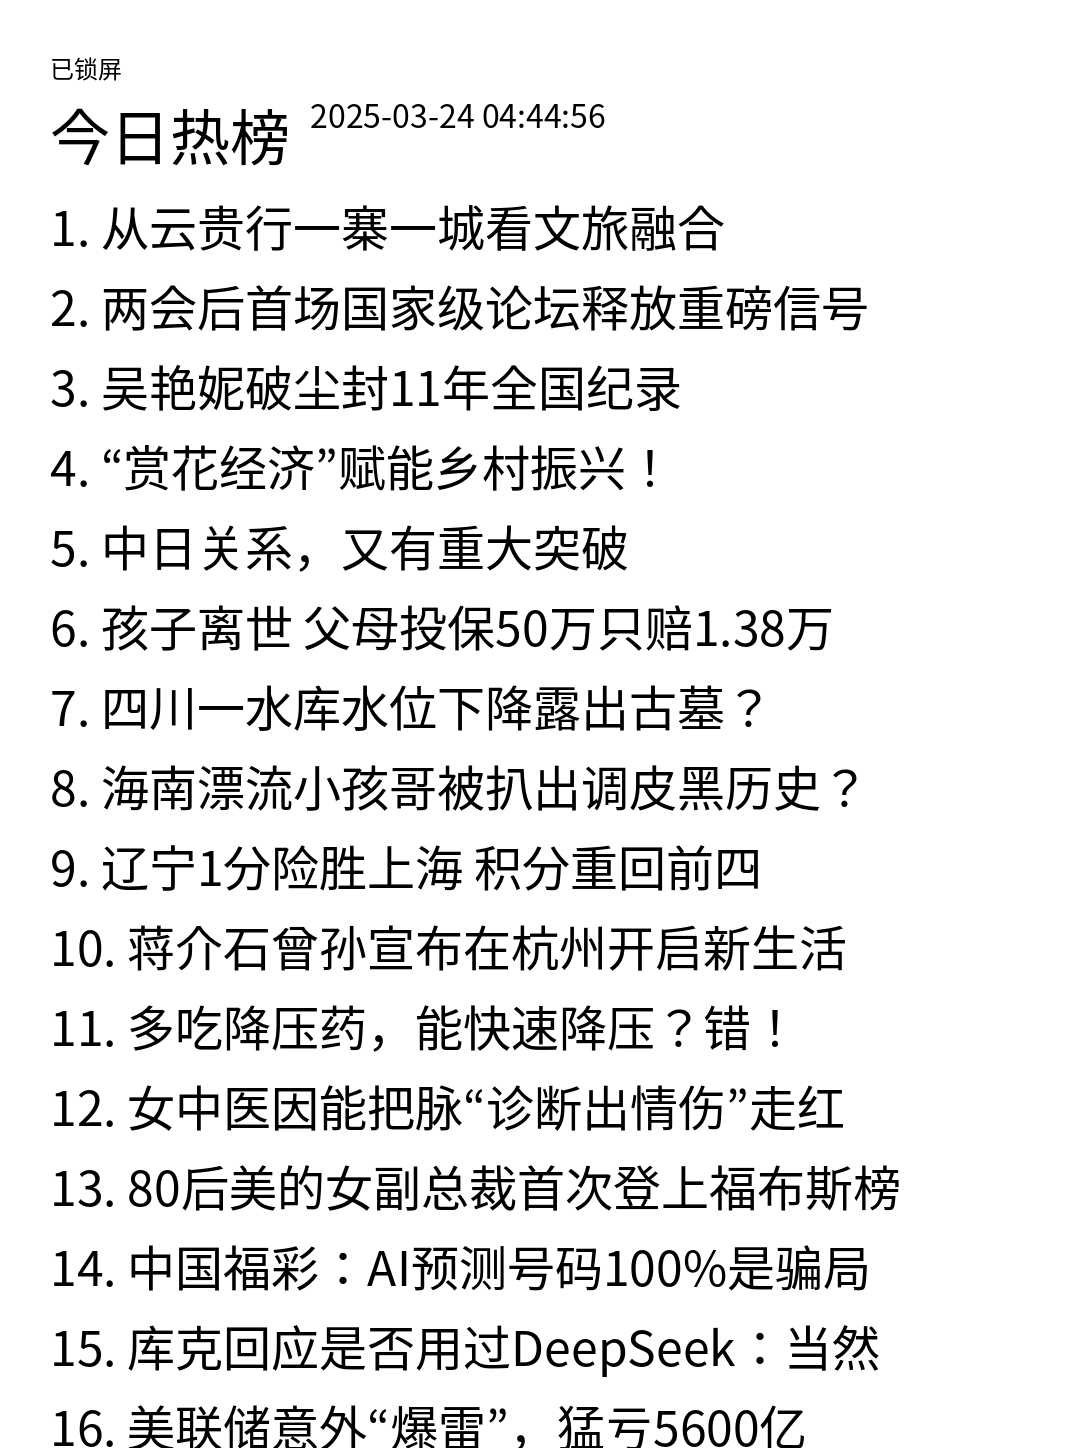 已锁屏
今日热榜 2025-03-24 04:44:56
1. 从云贵行一寨一城看文旅融合
2. 两会后首场国家级论坛释放重磅信号
3. 吴艳妮破尘封11年全国纪录
4. “赏花经济”赋能乡村振兴！
5. 中日关系，又有重大突破
6. 孩子离世 父母投保50万只赔1.38万
7. 四川一水库水位下降露出古墓？
8. 海南漂流小孩哥被扒出调皮黑历史？
9. 辽宁1分险胜上海 积分重回前四
10. 蒋介石曾孙宣布在杭州开启新生活
11. 多吃降压药，能快速降压？错！
12. 女中医因能把脉“诊断出情伤”走红
13. 80后美的女副总裁首次登上福布斯榜
14. 中国福彩：AI预测号码100%是骗局
15. 库克回应是否用过DeepSeek：当然
16. 美联储意外“爆雷”，猛亏5600亿